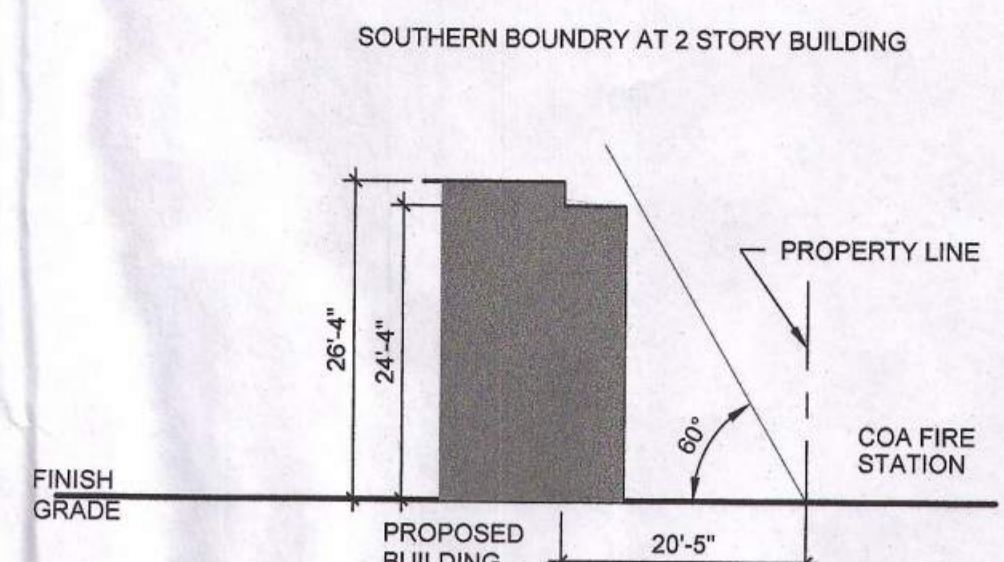 SOUTHERN BOUNDRY AT 2 STORY BUILDING
PROPERTY LINE
26'-4"
24'-4"
60°
COA FIRE
STATION
FINISH
GRADE
PROPOSED
BUILDING
20'-5"